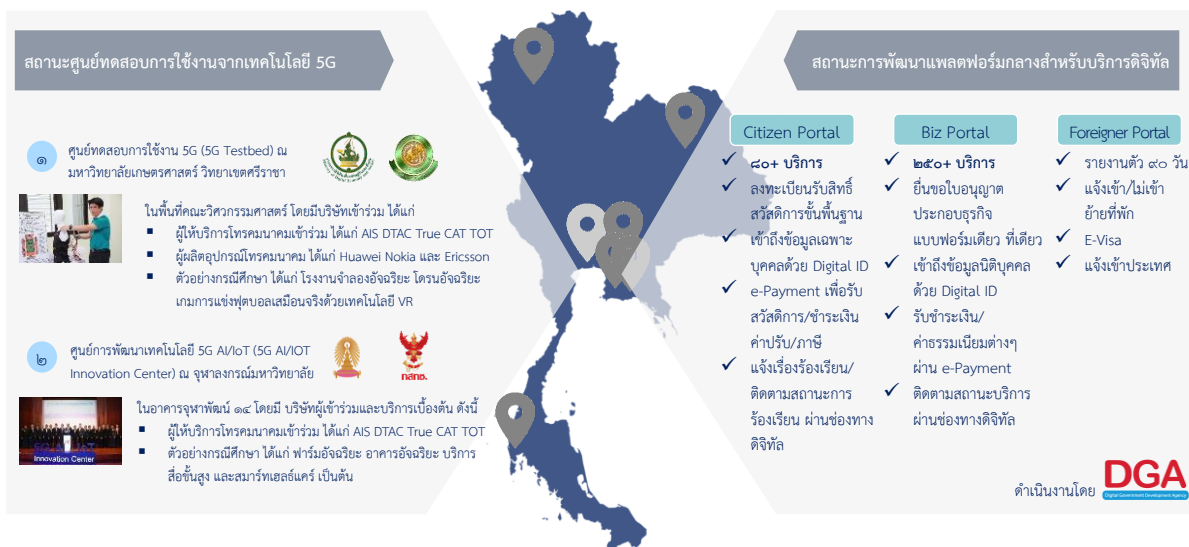 สถานะศูนย์ทดสอบการใช้งานจากเทคโนโลยี 5G
๑
ศูนย์ทดสอบการใช้งาน 5G (5G Testbed) ณ
มหาวิทยาลัยเกษตรศาสตร์ วิทยาเขตศรีราชา
ในพื้นที่คณะวิศวกรรมศาสตร์ โดยมีบริษัทเข้าร่วม ได้แก่
ผู้ให้บริการโทรคมนาคมเข้าร่วม ได้แก่ AIS DTAC True CAT TOT
ผู้ผลิตอุปกรณ์โทรคมนาคม ได้แก่ Huawei Nokia และ Ericsson
ตัวอย่างกรณีศึกษา ได้แก่ โรงงานจำลองอัจฉริยะ โดรนอัจฉริยะ
เกมการแข่งฟุตบอลเสมือนจริงด้วยเทคโนโลยี VR
๒
ศูนย์การพัฒนาเทคโนโลยี 5G AI/IoT (5G AI/IOT
Innovation Center) ณ จุฬาลงกรณ์มหาวิทยาลัย
กสทช.
5G AI/IoT
Innovation Center
ในอาคารจุฬาพัฒน์ ๑๔ โดยมี บริษัทผู้เข้าร่วมและบริการเบื้องต้น ดังนี้
ผู้ให้บริการโทรคมนาคมเข้าร่วม ได้แก่ AIS DTAC True CAT TOT
ตัวอย่างกรณีศึกษา ได้แก่ ฟาร์มอัจฉริยะ อาคารอัจฉริยะ บริการ
สื่อขั้นสูง และสมาร์ทเฮลธ์แคร์ เป็นต้น
สถานะการพัฒนาแพลตฟอร์มกลางสำหรับบริการดิจิทัล
Citizen Portal
๘๐+ บริการ
ลงทะเบียนรับสิทธิ์
สวัสดิการขั้นพื้นฐาน
เข้าถึงข้อมูลเฉพาะ
บุคคลด้วย Digital ID
e-Payment เพื่อรับ
สวัสดิการ/ชำระเงิน
ค่าปรับ/ภาษี
แจ้งเรื่องร้องเรียน/
ติดตามสถานะการ
ร้องเรียน ผ่านช่องทาง
ดิจิทัล
Biz Portal
๒๕๐+ บริการ
ยื่นขอใบอนุญาต
ประกอบธุรกิจ
แบบฟอร์มเดียว ที่เดียว
เข้าถึงข้อมูลนิติบุคคล
ด้วย Digital ID
รับชำระเงิน/
ค่าธรรมเนียมต่างๆ
ผ่าน e-Payment
ติดตามสถานะบริการ
ผ่านช่องทางดิจิทัล
Foreigner Portal
รายงานตัว ๙๐ วัน
แจ้งเข้า/ไม่เข้า
ย้ายที่พัก
E-Visa
แจ้งเข้าประเทศ
ดำเนินงานโดย
DGA
Digital Government Development Agency